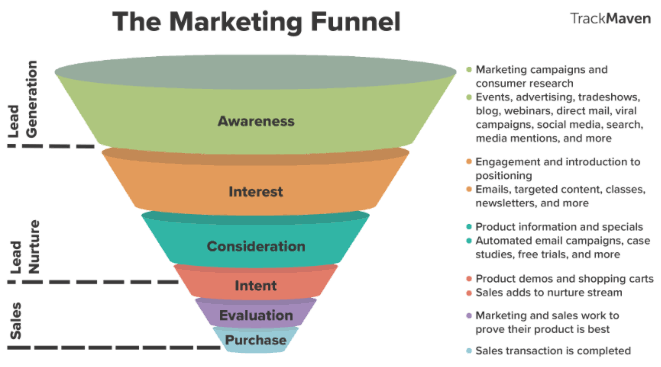 The Marketing Funnel
TrackMaven
Lead
Generation
Lead
Nurture
Sales
Awareness
Interest
Consideration
Intent
Evaluation
Purchase
Marketing campaigns and
consumer research
Events, advertising, tradeshows,
blog, webinars, direct mail, viral
campaigns, social media, search,
media mentions, and more
Engagement and introduction to
positioning
Emails, targeted content, classes,
newsletters, and more
Product information and specials
Automated email campaigns, case
studies, free trials, and more
Product demos and shopping carts
Sales adds to nurture stream
Marketing and sales work to
prove their product is best
Sales transaction is completed